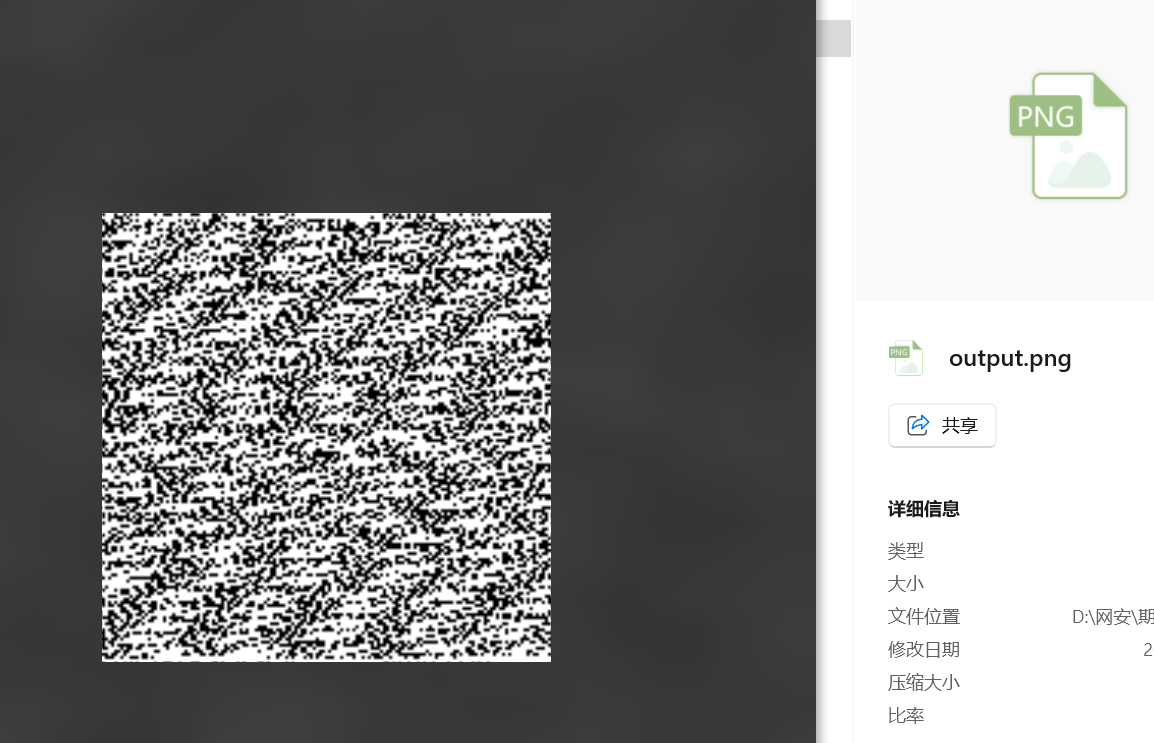 PNG
PNG
output.png
共享
详细信息
类型
大小
文件位置 D:\网安\期
修改日期 2
压缩大小
比率